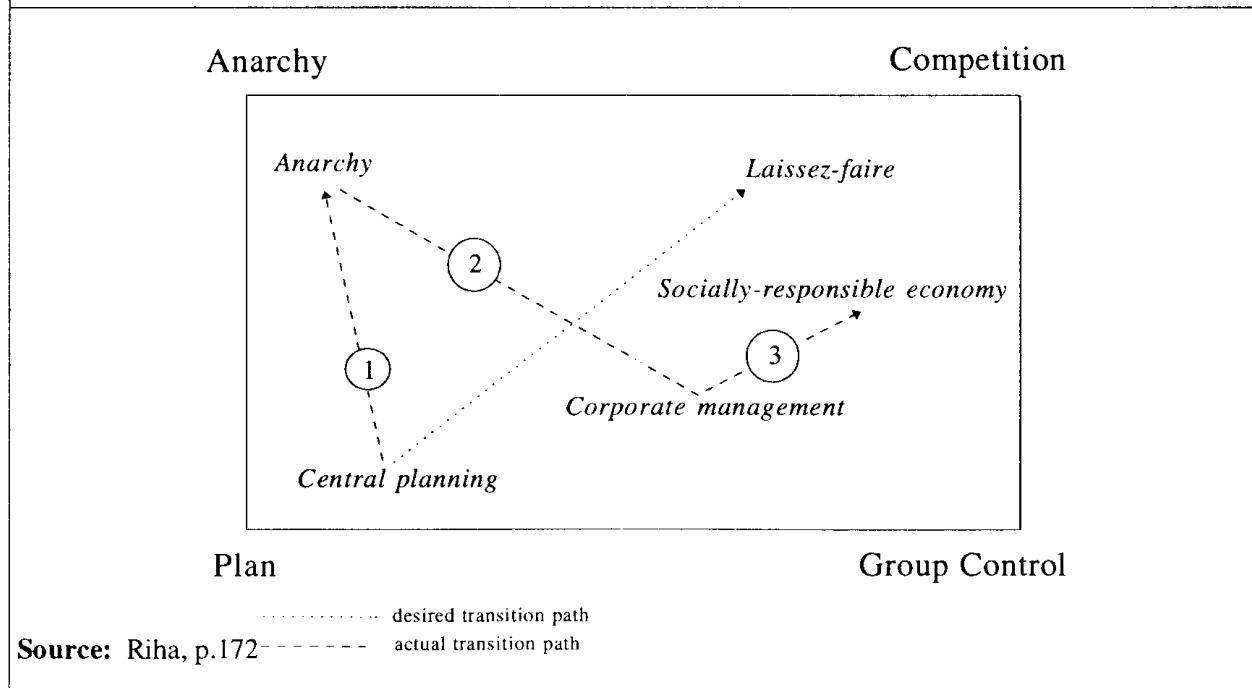 Anarchy Competition
Anarchy
Laissez-faire
2
Socially-responsible economy
3
1
Corporate management
Central planning
Plan Group Control
desired transition path
Source: Riha, p.172 actual transition path